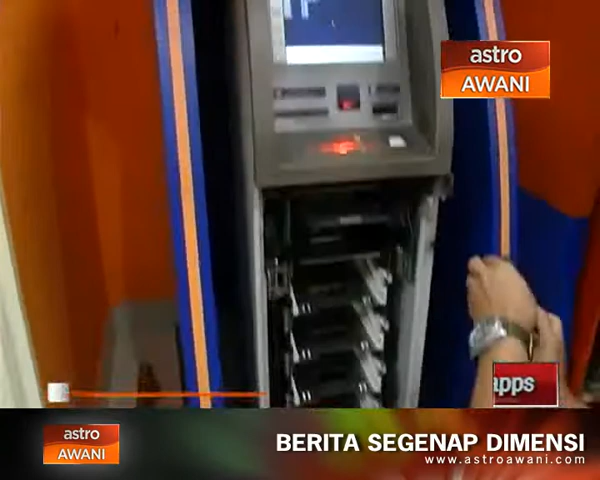 astro
AWANI
apps
astro
AWANI
BERITA SEGENAP DIMENSI
www.astroawani.com